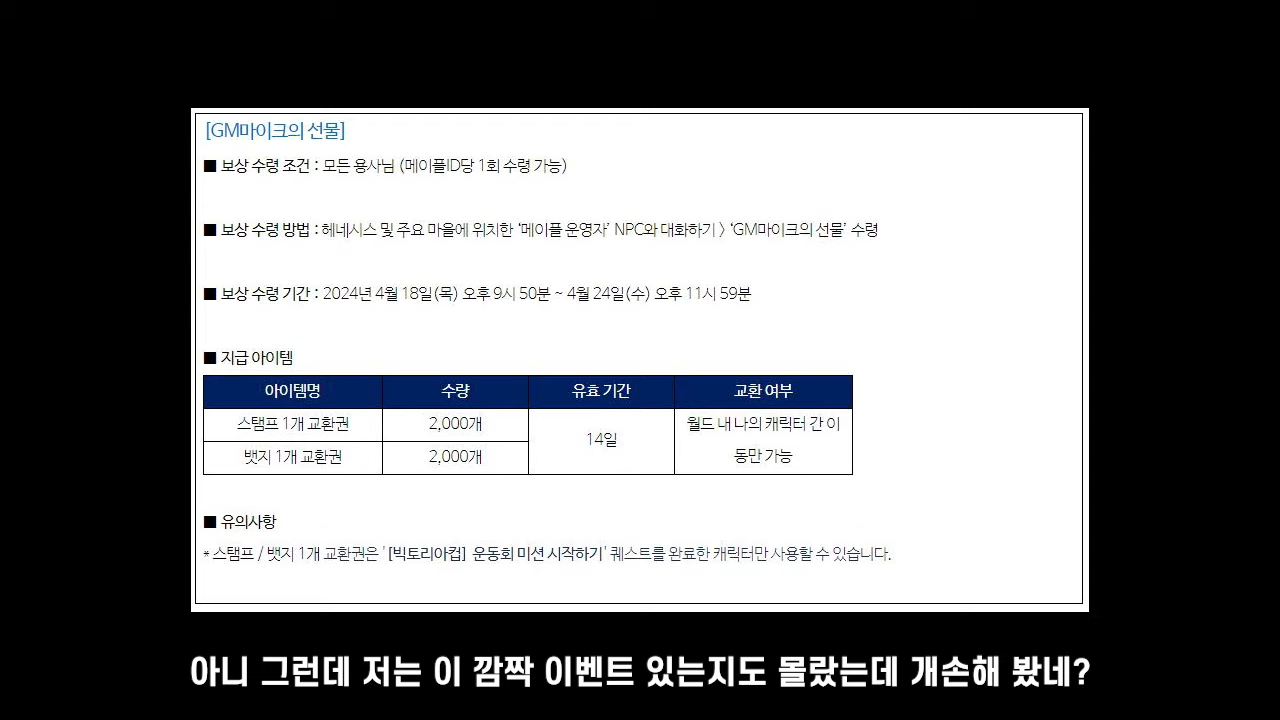 [GM마이크의 선물]
■ 보상 수령 조건 : 모든 용사님 (메이플ID당 1회 수령 가능)
■ 보상 수령 방법 : 헤네시스 및 주요 마을에 위치한 '메이플 운영자' NPC와 대화하기 > 'GM마이크의 선물' 수령
■ 보상 수령 기간 : 2024년 4월 18일(목) 오후 9시 50분 ~ 4월 24일(수) 오후 11시 59분
■ 지급 아이템
아이템명 수량 유효 기간 교환 여부
스탬프 1개 교환권 2,000개 14일 월드 내 나의 캐릭터 간 이
뱃지 1개 교환권 2,000개 동만 가능
■ 유의사항
* 스탬프 / 뱃지 1개 교환권은 '[빅토리아컵] 운동회 미션 시작하기' 퀘스트를 완료한 캐릭터만 사용할 수 있습니다.
아니 그런데 저는 이 깜짝 이벤트 있는지도 몰랐는데 개손해 봤네?